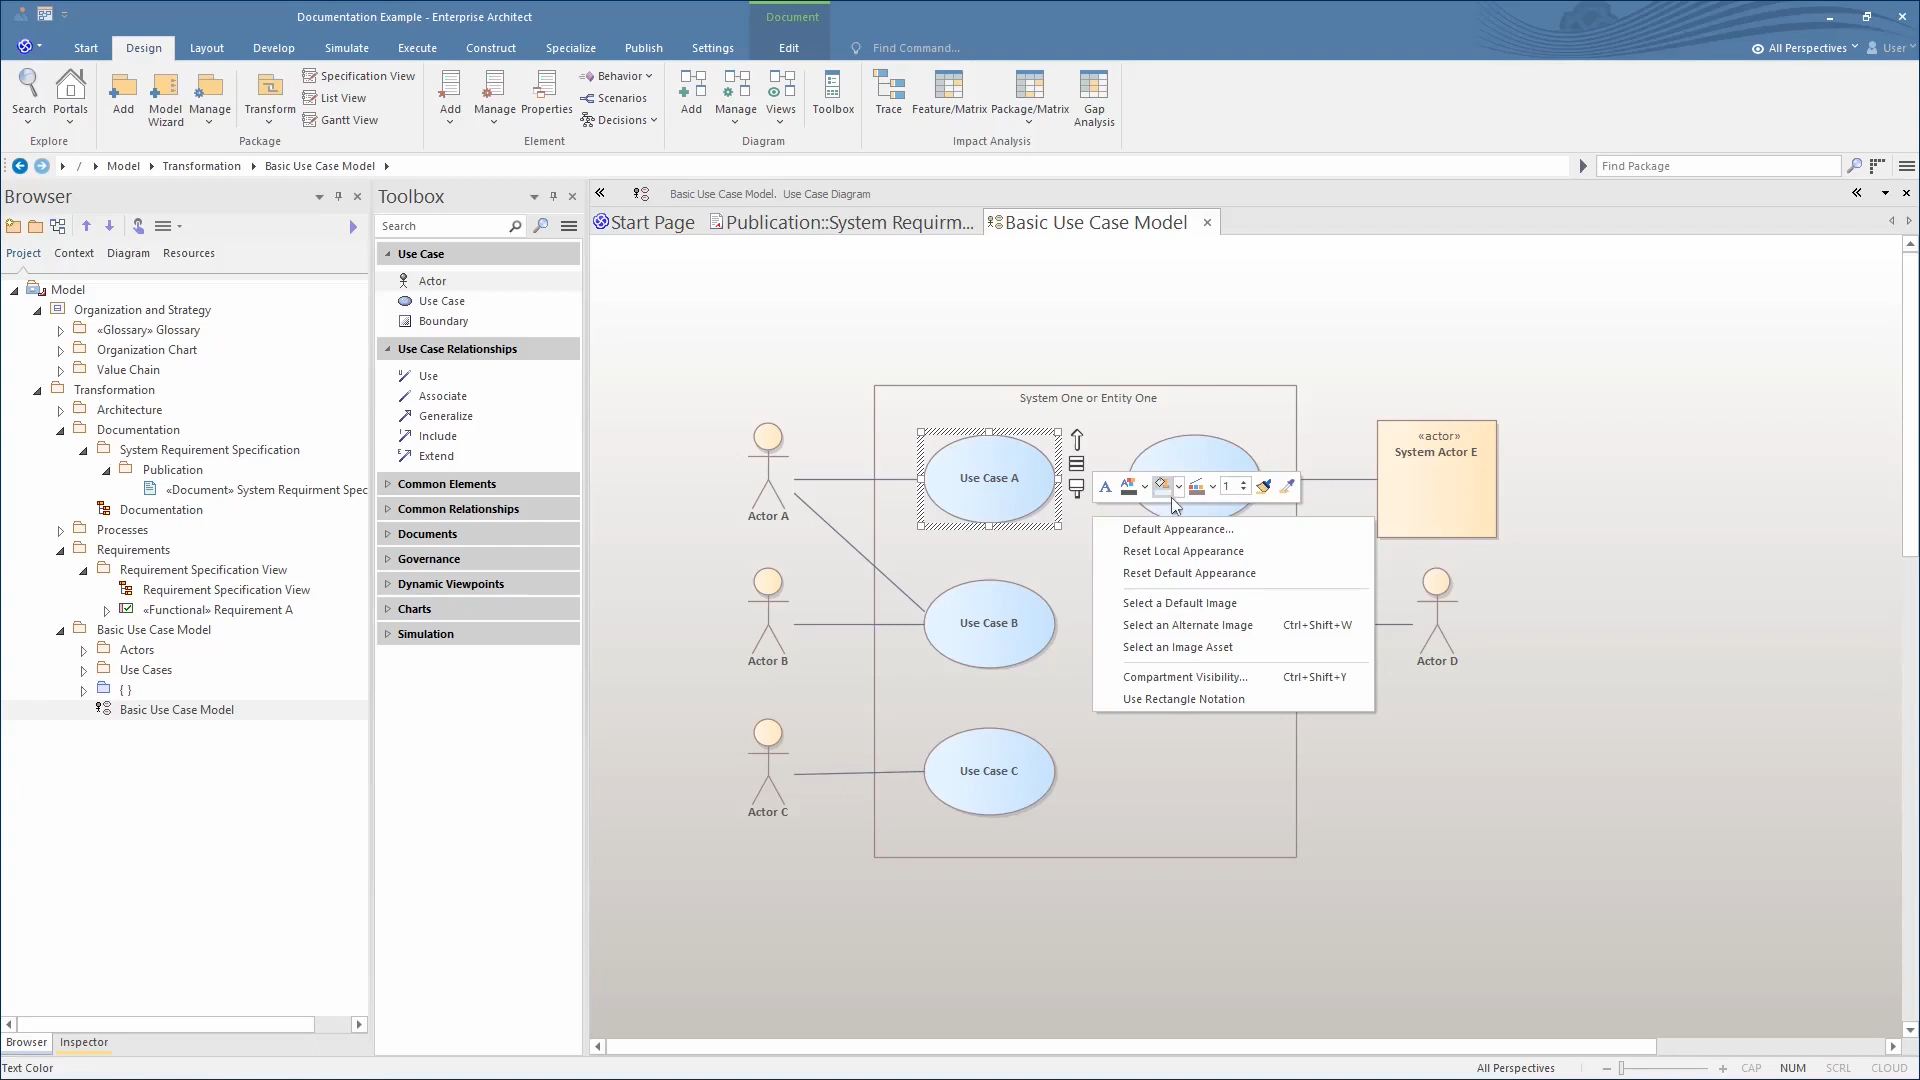 Documentation Example - Enterprise Architect
Document
Start
Design
Layout
Develop
Simulate
Execute
Construct
Specialize
Publish
Settings
Edit
Find Command...
All Perspectives
User
Search
Portals
Explore
Add
Model Wizard
Manage
Transform
Specification View
List View
Gantt View
Package
Add
Manage
Properties
Behavior
Scenarios
Decisions
Element
Add
Manage
Views
Toolbox
Diagram
Trace
Feature/Matrix
Package/Matrix
Gap Analysis
Impact Analysis
/ Model Transformation Basic Use Case Model
Find Package
Browser
Project Context Diagram Resources
Model
Organization and Strategy
«Glossary» Glossary
Organization Chart
Value Chain
Transformation
Architecture
Documentation
System Requirement Specification
Publication
«Document» System Requirment Spec
Documentation
Processes
Requirements
Requirement Specification View
Requirement Specification View
«Functional» Requirement A
Basic Use Case Model
Actors
Use Cases
{ }
Basic Use Case Model
Browser
Inspector
Toolbox
Search
Use Case
Actor
Use Case
Boundary
Use Case Relationships
Use
Associate
Generalize
Include
Extend
Common Elements
Common Relationships
Documents
Governance
Dynamic Viewpoints
Charts
Simulation
Basic Use Case Model. Use Case Diagram
Start Page
Publication::System Requirm...
Basic Use Case Model
System One or Entity One
Actor A
Actor B
Actor C
Use Case A
Use Case B
Use Case C
«actor»
System Actor E
Actor D
A
1
Default Appearance...
Reset Local Appearance
Reset Default Appearance
Select a Default Image
Select an Alternate Image Ctrl+Shift+W
Select an Image Asset
Compartment Visibility... Ctrl+Shift+Y
Use Rectangle Notation
Text Color
All Perspectives
CAP
NUM
SCRL
CLOUD